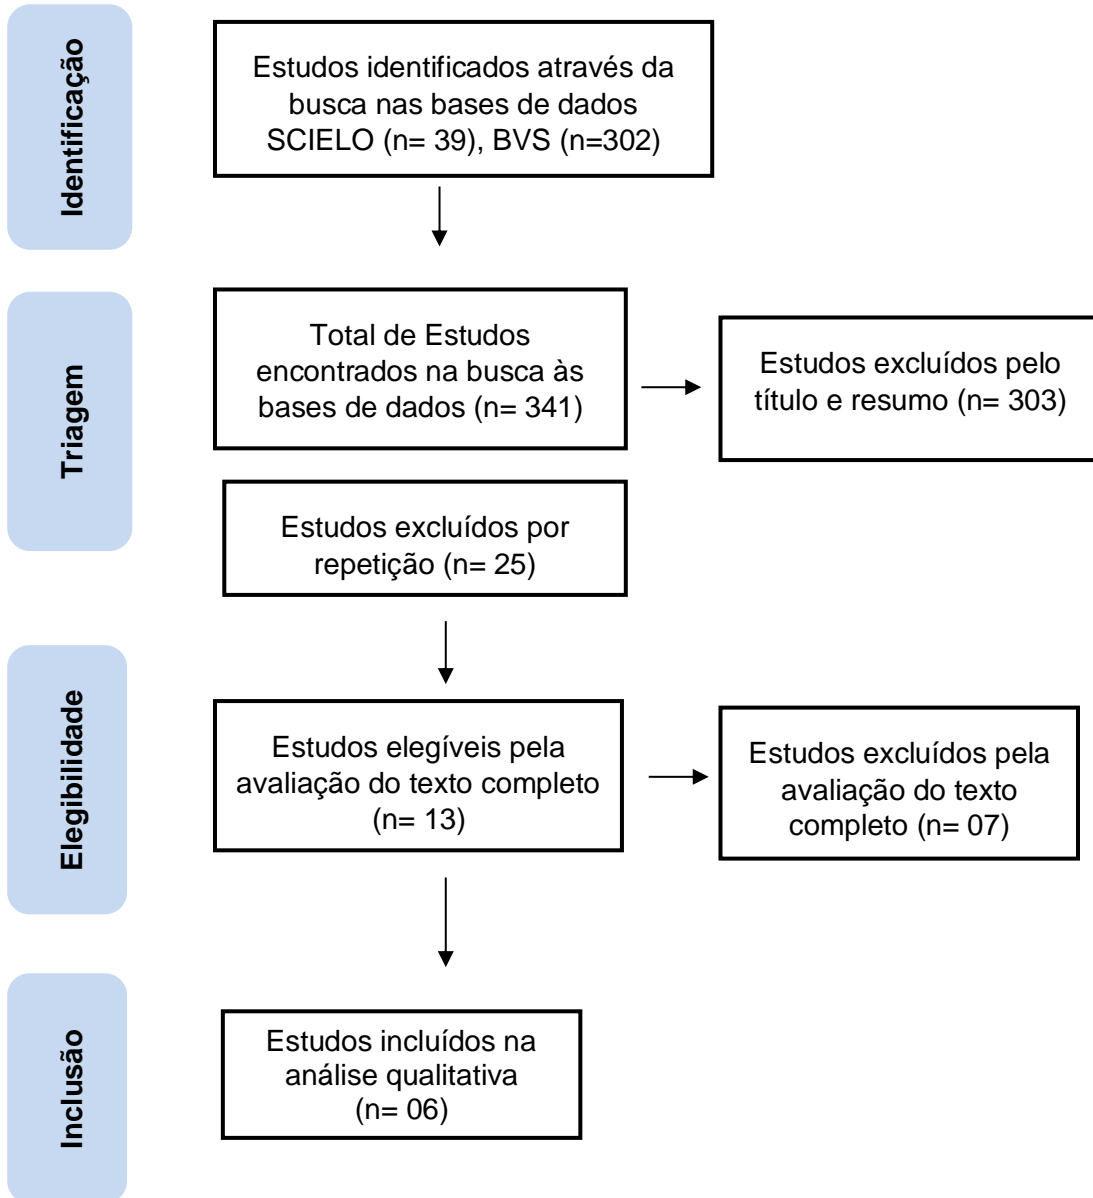 Identificação
Estudos identificados através da
busca nas bases de dados
SCIELO (n= 39), BVS (n=302)
Triagem
Total de Estudos
encontrados na busca às
bases de dados (n= 341)
Estudos excluídos pelo
título e resumo (n= 303)
Estudos excluídos por
repetição (n= 25)
Elegibilidade
Estudos elegíveis pela
avaliação do texto completo
(n= 13)
Estudos excluídos pela
avaliação do texto
completo (n= 07)
Inclusão
Estudos incluídos na
análise qualitativa
(n= 06)